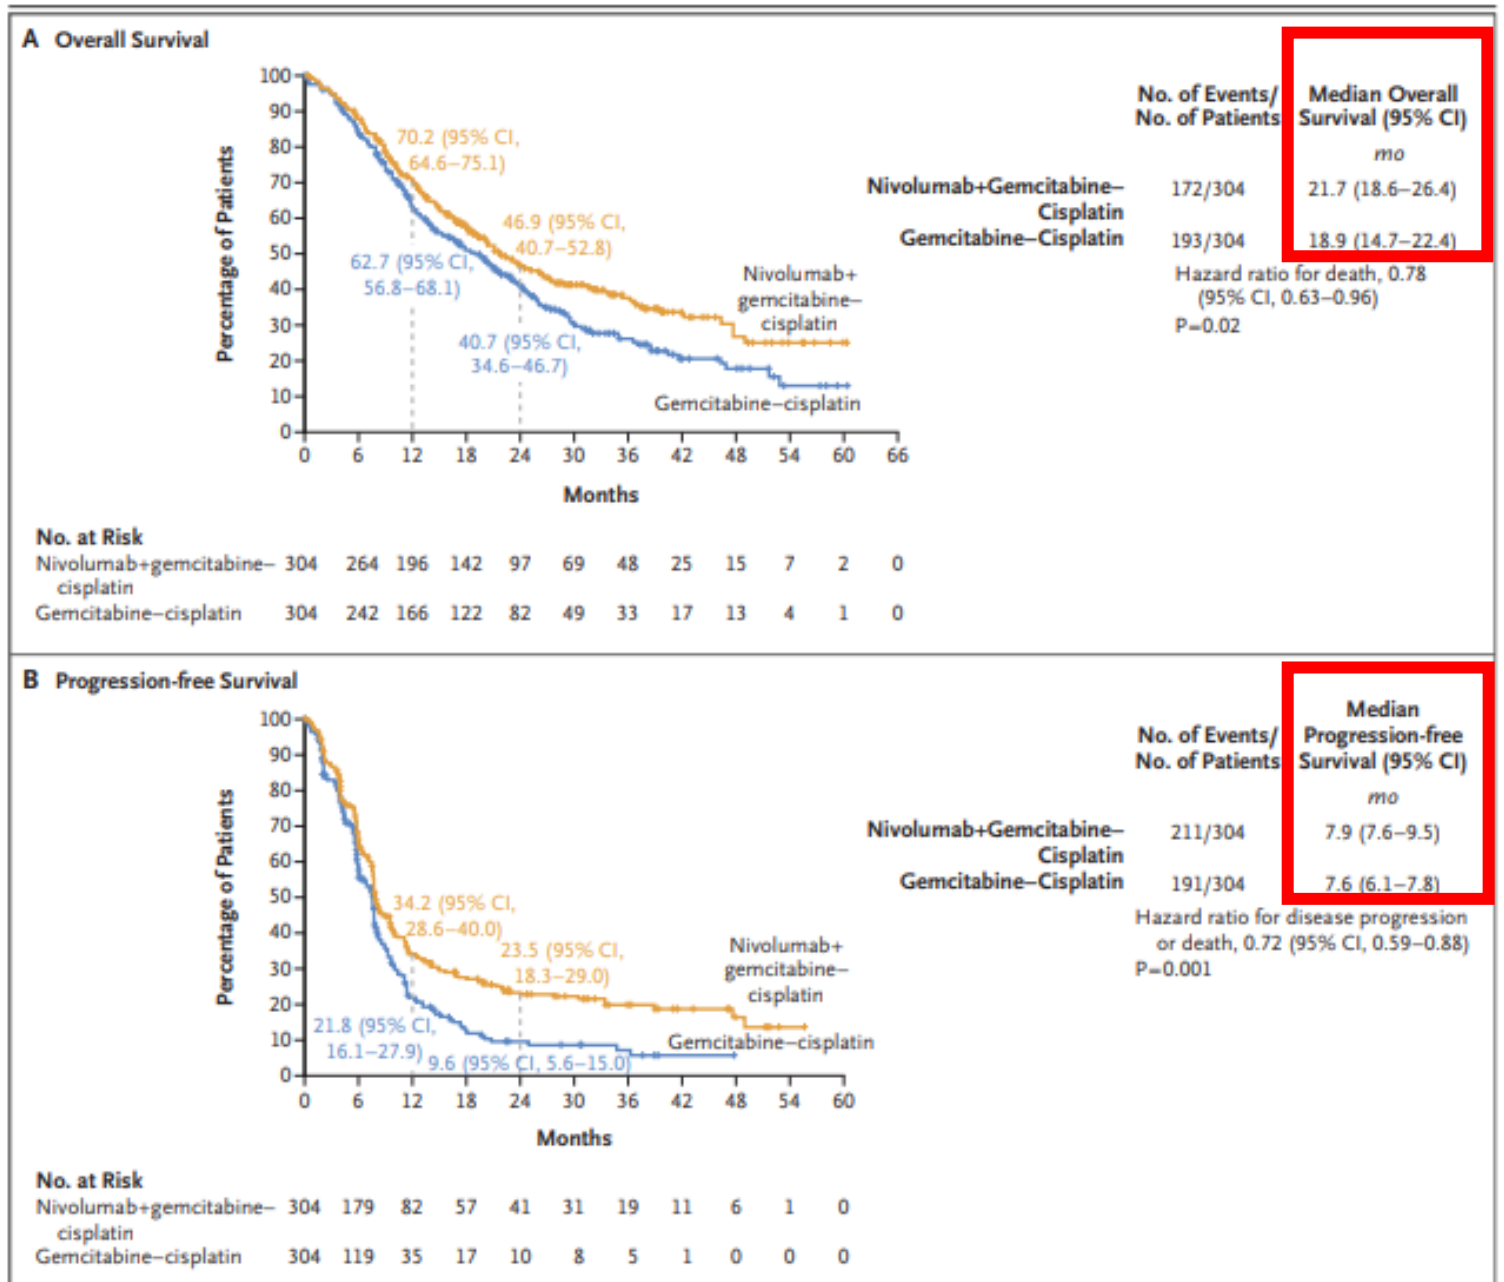 A Overall Survival
No. of Events/
No. of Patients
Median Overall
Survival (95% CI)
mo
Nivolumab+Gemcitabine–
Cisplatin
172/304
21.7 (18.6–26.4)
Gemcitabine–Cisplatin
193/304
18.9 (14.7–22.4)
Hazard ratio for death, 0.78
(95% CI, 0.63–0.96)
P=0.02
Percentage of Patients
100
90
80
70
60
50
40
30
20
10
0
70.2 (95% CI,
64.6–75.1)
46.9 (95% CI,
40.7–52.8)
62.7 (95% CI,
56.8–68.1)
40.7 (95% CI,
34.6–46.7)
Nivolumab+
gemcitabine–
cisplatin
Gemcitabine–cisplatin
0 6 12 18 24 30 36 42 48 54 60 66
Months
No. at Risk
Nivolumab+gemcitabine– 304 264 196 142 97 69 48 25 15 7 2 0
cisplatin
Gemcitabine–cisplatin 304 242 166 122 82 49 33 17 13 4 1 0
B Progression-free Survival
No. of Events/
No. of Patients
Median
Progression-free
Survival (95% CI)
mo
Nivolumab+Gemcitabine–
Cisplatin
211/304
7.9 (7.6–9.5)
Gemcitabine–Cisplatin
191/304
7.6 (6.1–7.8)
Hazard ratio for disease progression
or death, 0.72 (95% CI, 0.59–0.88)
P=0.001
Percentage of Patients
100
90
80
70
60
50
40
30
20
10
0
34.2 (95% CI,
28.6–40.0)
23.5 (95% CI,
18.3–29.0)
21.8 (95% CI,
16.1–27.9)
9.6 (95% CI, 5.6–15.0)
Nivolumab+
gemcitabine–
cisplatin
Gemcitabine–cisplatin
0 6 12 18 24 30 36 42 48 54 60
Months
No. at Risk
Nivolumab+gemcitabine– 304 179 82 57 41 31 19 11 6 1 0
cisplatin
Gemcitabine–cisplatin 304 119 35 17 10 8 5 1 0 0 0